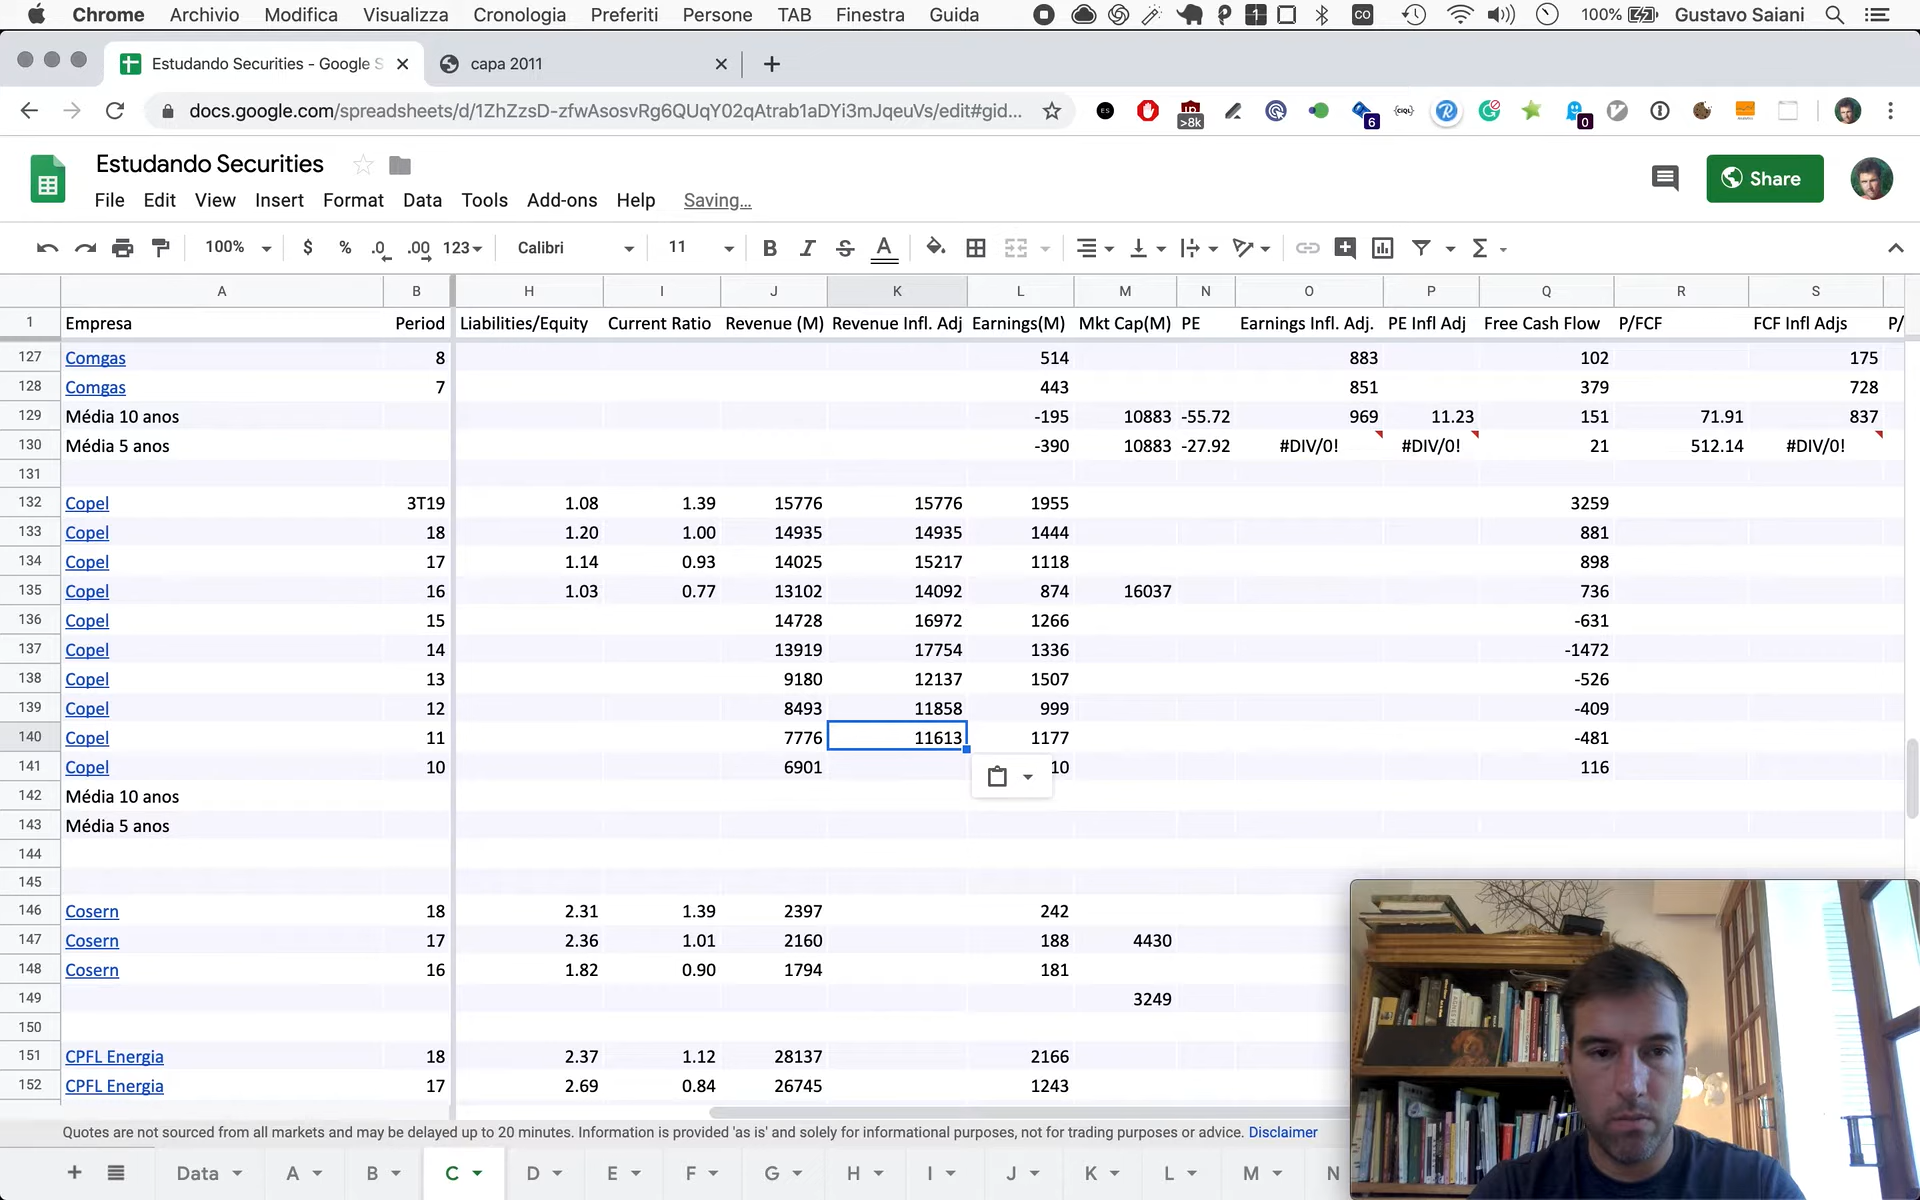 Chrome Archivio Modifica Visualizza Cronologia Preferiti Persone TAB Finestra Guida 100% Gustavo Saiani
Estudando Securities - Google S capa 2011
docs.google.com/spreadsheets/d/1ZhZzsD-zfwAsosvRg6QUqY02qAtrab1aDYi3mJqeuVs/edit#gid... >8k 6 0
Estudando Securities
Share
File Edit View Insert Format Data Tools Add-ons Help Saving...
100% $ % .0 .00 123 Calibri 11 B I S A
A B H I J K L M N O P Q R S
1 Empresa Period Liabilities/Equity Current Ratio Revenue (M) Revenue Infl. Adj Earnings(M) Mkt Cap(M) PE Earnings Infl. Adj. PE Infl Adj Free Cash Flow P/FCF FCF Infl Adjs P/
127 Comgas 8 514 883 102 175
128 Comgas 7 443 851 379 728
129 Média 10 anos -195 10883 -55.72 969 11.23 151 71.91 837
130 Média 5 anos -390 10883 -27.92 #DIV/0! #DIV/0! 21 512.14 #DIV/0!
131
132 Copel 3T19 1.08 1.39 15776 15776 1955 3259
133 Copel 18 1.20 1.00 14935 14935 1444 881
134 Copel 17 1.14 0.93 14025 15217 1118 898
135 Copel 16 1.03 0.77 13102 14092 874 16037 736
136 Copel 15 14728 16972 1266 -631
137 Copel 14 13919 17754 1336 -1472
138 Copel 13 9180 12137 1507 -526
139 Copel 12 8493 11858 999 -409
140 Copel 11 7776 11613 1177 -481
141 Copel 10 6901 10 116
142 Média 10 anos
143 Média 5 anos
144
145
146 Cosern 18 2.31 1.39 2397 242
147 Cosern 17 2.36 1.01 2160 188 4430
148 Cosern 16 1.82 0.90 1794 181
149 3249
150
151 CPFL Energia 18 2.37 1.12 28137 2166
152 CPFL Energia 17 2.69 0.84 26745 1243
Quotes are not sourced from all markets and may be delayed up to 20 minutes. Information is provided 'as is' and solely for informational purposes, not for trading purposes or advice. Disclaimer
Data A B C D E F G H I J K L M N